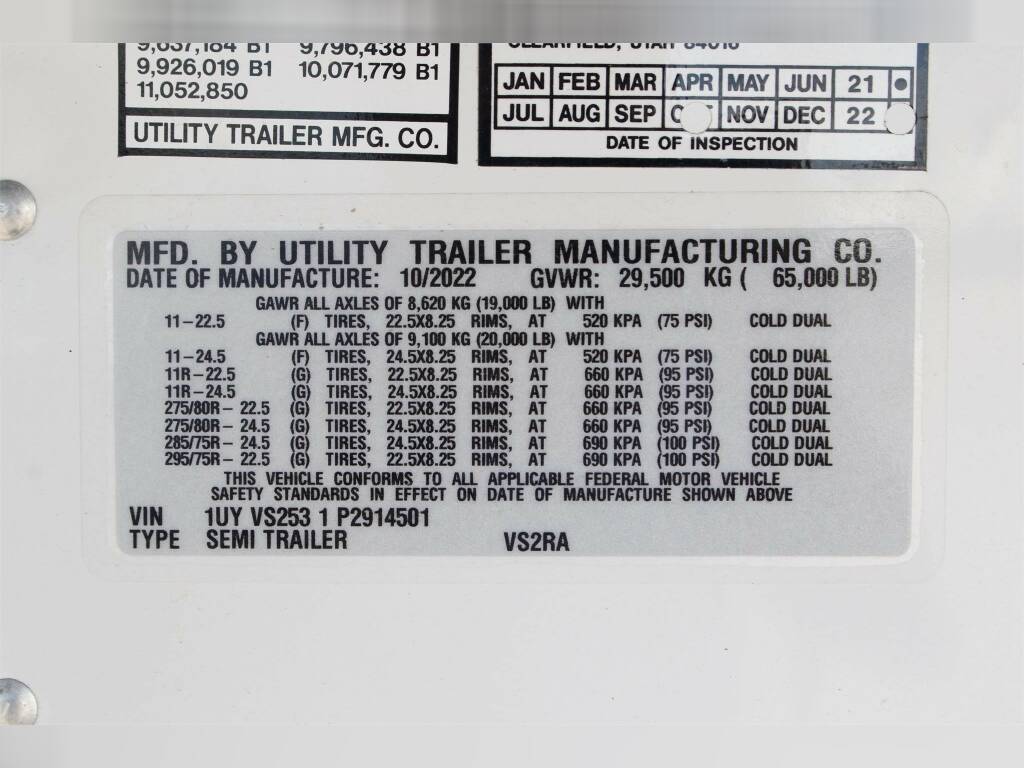 9,637,184 B1 9,796,438 B1
9,926,019 B1 10,071,779 B1
11,052,850
UTILITY TRAILER MFG. CO.
CLEARFIELD, UTAH 84016
JAN FEB MAR APR MAY JUN 21
JUL AUG SEP NOV DEC 22
DATE OF INSPECTION
MFD. BY UTILITY TRAILER MANUFACTURING CO.
DATE OF MANUFACTURE: 10/2022 GVWR: 29,500 KG ( 65,000 LB)
GAWR ALL AXLES OF 8,620 KG (19,000 LB) WITH
11-22.5 (F) TIRES, 22.5X8.25 RIMS, AT 520 KPA (75 PSI) COLD DUAL
GAWR ALL AXLES OF 9,100 KG (20,000 LB) WITH
11-24.5 (F) TIRES, 24.5X8.25 RIMS, AT 520 KPA (75 PSI) COLD DUAL
11R-22.5 (G) TIRES, 22.5X8.25 RIMS, AT 660 KPA (95 PSI) COLD DUAL
11R-24.5 (G) TIRES, 24.5X8.25 RIMS, AT 660 KPA (95 PSI) COLD DUAL
275/80R- 22.5 (G) TIRES, 22.5X8.25 RIMS, AT 660 KPA (95 PSI) COLD DUAL
275/80R- 24.5 (G) TIRES, 24.5X8.25 RIMS, AT 660 KPA (95 PSI) COLD DUAL
285/75R- 24.5 (G) TIRES, 24.5X8.25 RIMS, AT 690 KPA (100 PSI) COLD DUAL
295/75R- 22.5 (G) TIRES, 22.5X8.25 RIMS, AT 690 KPA (100 PSI) COLD DUAL
THIS VEHICLE CONFORMS TO ALL APPLICABLE FEDERAL MOTOR VEHICLE
SAFETY STANDARDS IN EFFECT ON DATE OF MANUFACTURE SHOWN ABOVE
VIN 1UY VS253 1 P2914501
TYPE SEMI TRAILER VS2RA